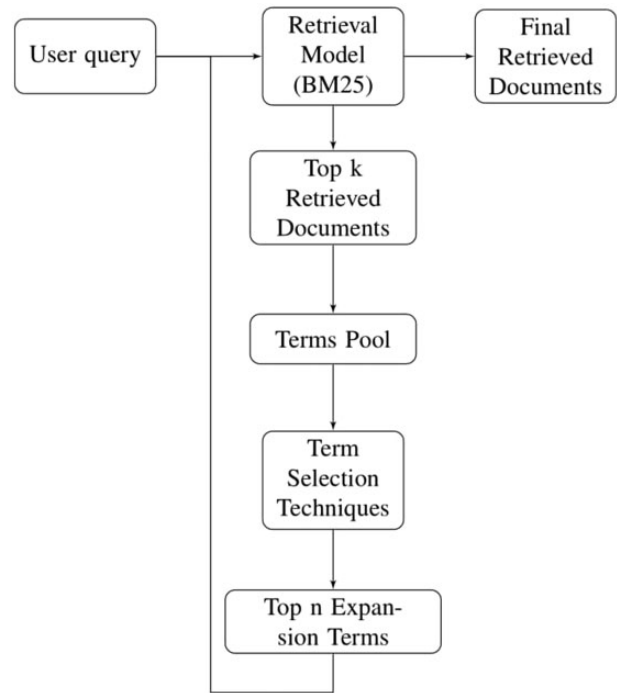 User query
Retrieval
Model
(BM25)
Final
Retrieved
Documents
Top k
Retrieved
Documents
Terms Pool
Term
Selection
Techniques
Top n Expan-
sion Terms